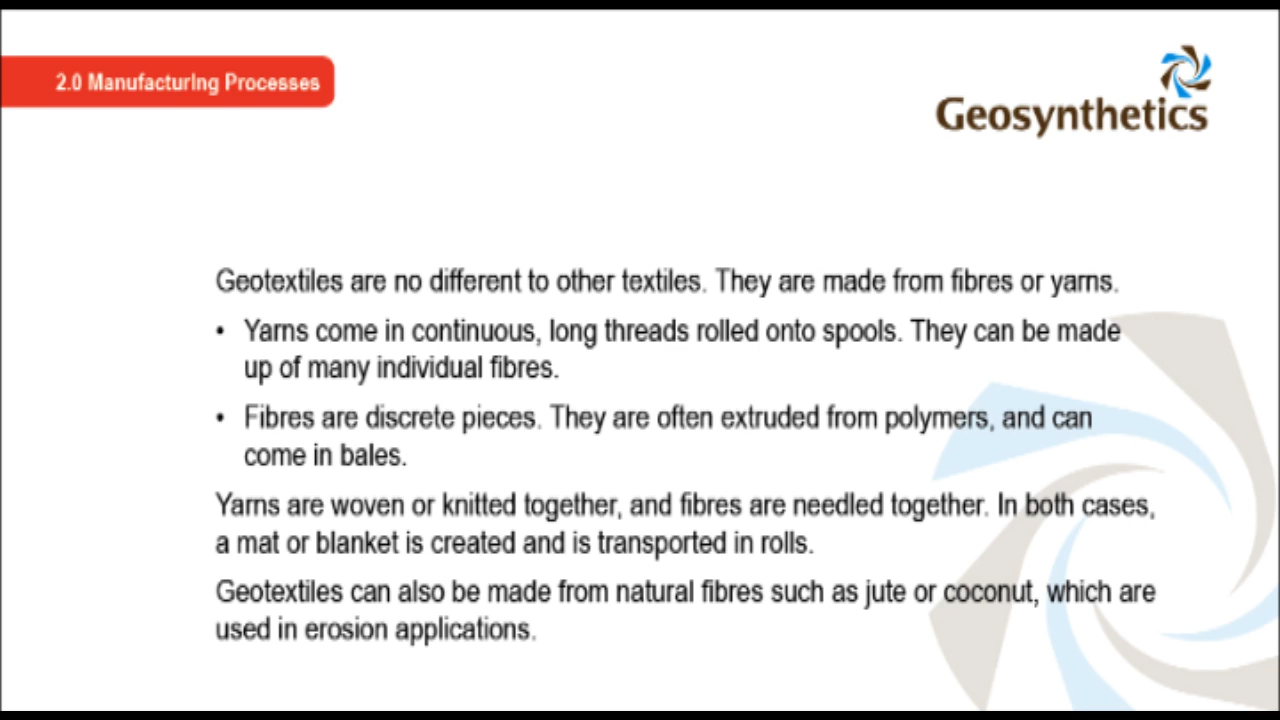 2.0 Manufacturing Processes
Geosynthetics
Geotextiles are no different to other textiles. They are made from fibres or yarns.
• Yarns come in continuous, long threads rolled onto spools. They can be made
up of many individual fibres.
• Fibres are discrete pieces. They are often extruded from polymers, and can
come in bales.
Yarns are woven or knitted together, and fibres are needled together. In both cases,
a mat or blanket is created and is transported in rolls.
Geotextiles can also be made from natural fibres such as jute or coconut, which are
used in erosion applications.